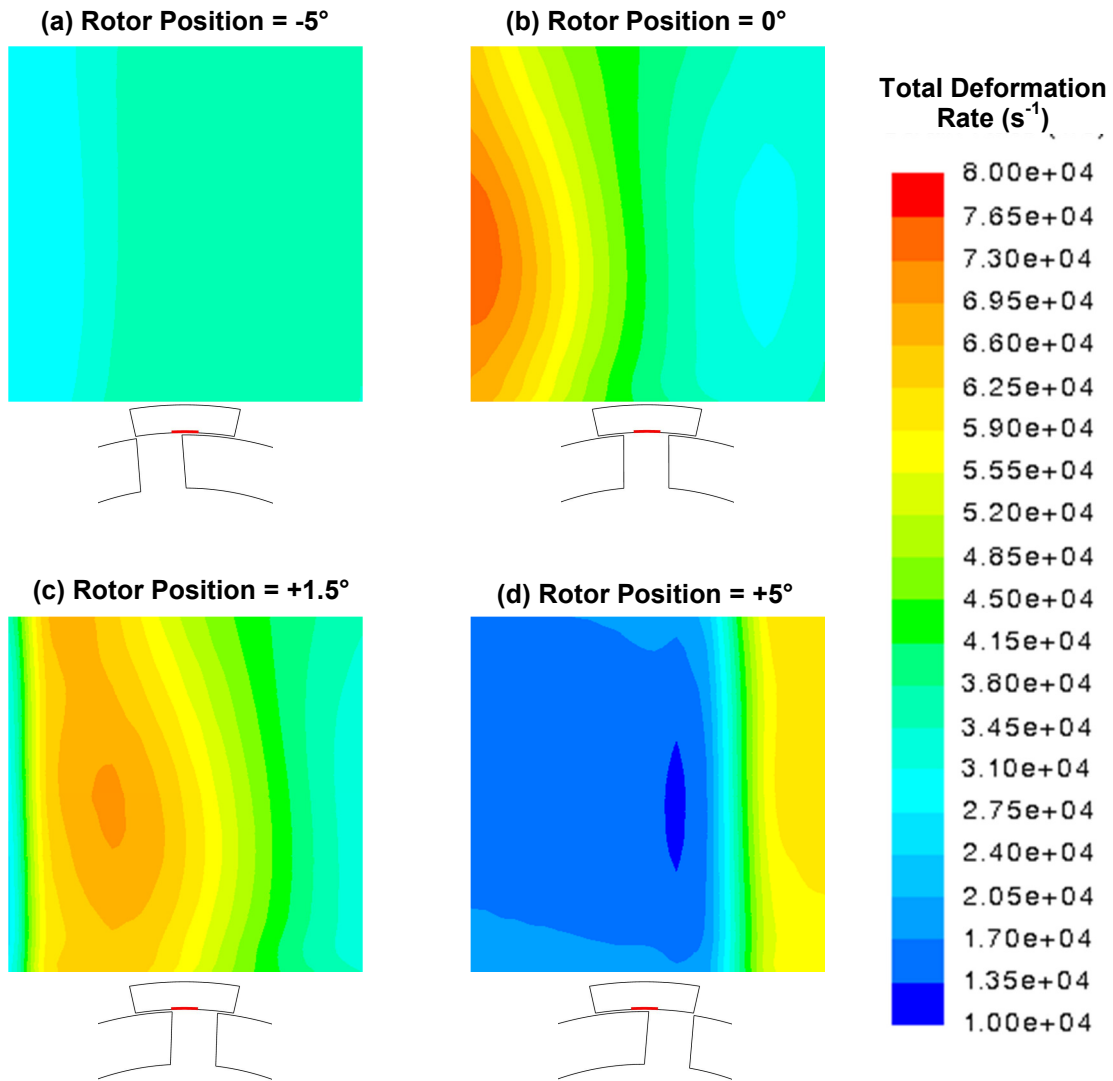 (a) Rotor Position = -5°
(b) Rotor Position = 0°
Total Deformation
Rate (s⁻¹)
8.00e+04
7.65e+04
7.30e+04
6.95e+04
6.60e+04
6.25e+04
5.90e+04
5.55e+04
5.20e+04
4.85e+04
4.50e+04
4.15e+04
3.80e+04
3.45e+04
3.10e+04
2.75e+04
2.40e+04
2.05e+04
1.70e+04
1.35e+04
1.00e+04
(c) Rotor Position = +1.5°
(d) Rotor Position = +5°